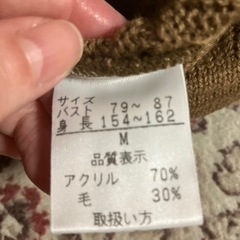 サイズ
バスト 79～ 87
身長 154～162
M
品質表示
アクリル 70%
毛 30%
取扱い方